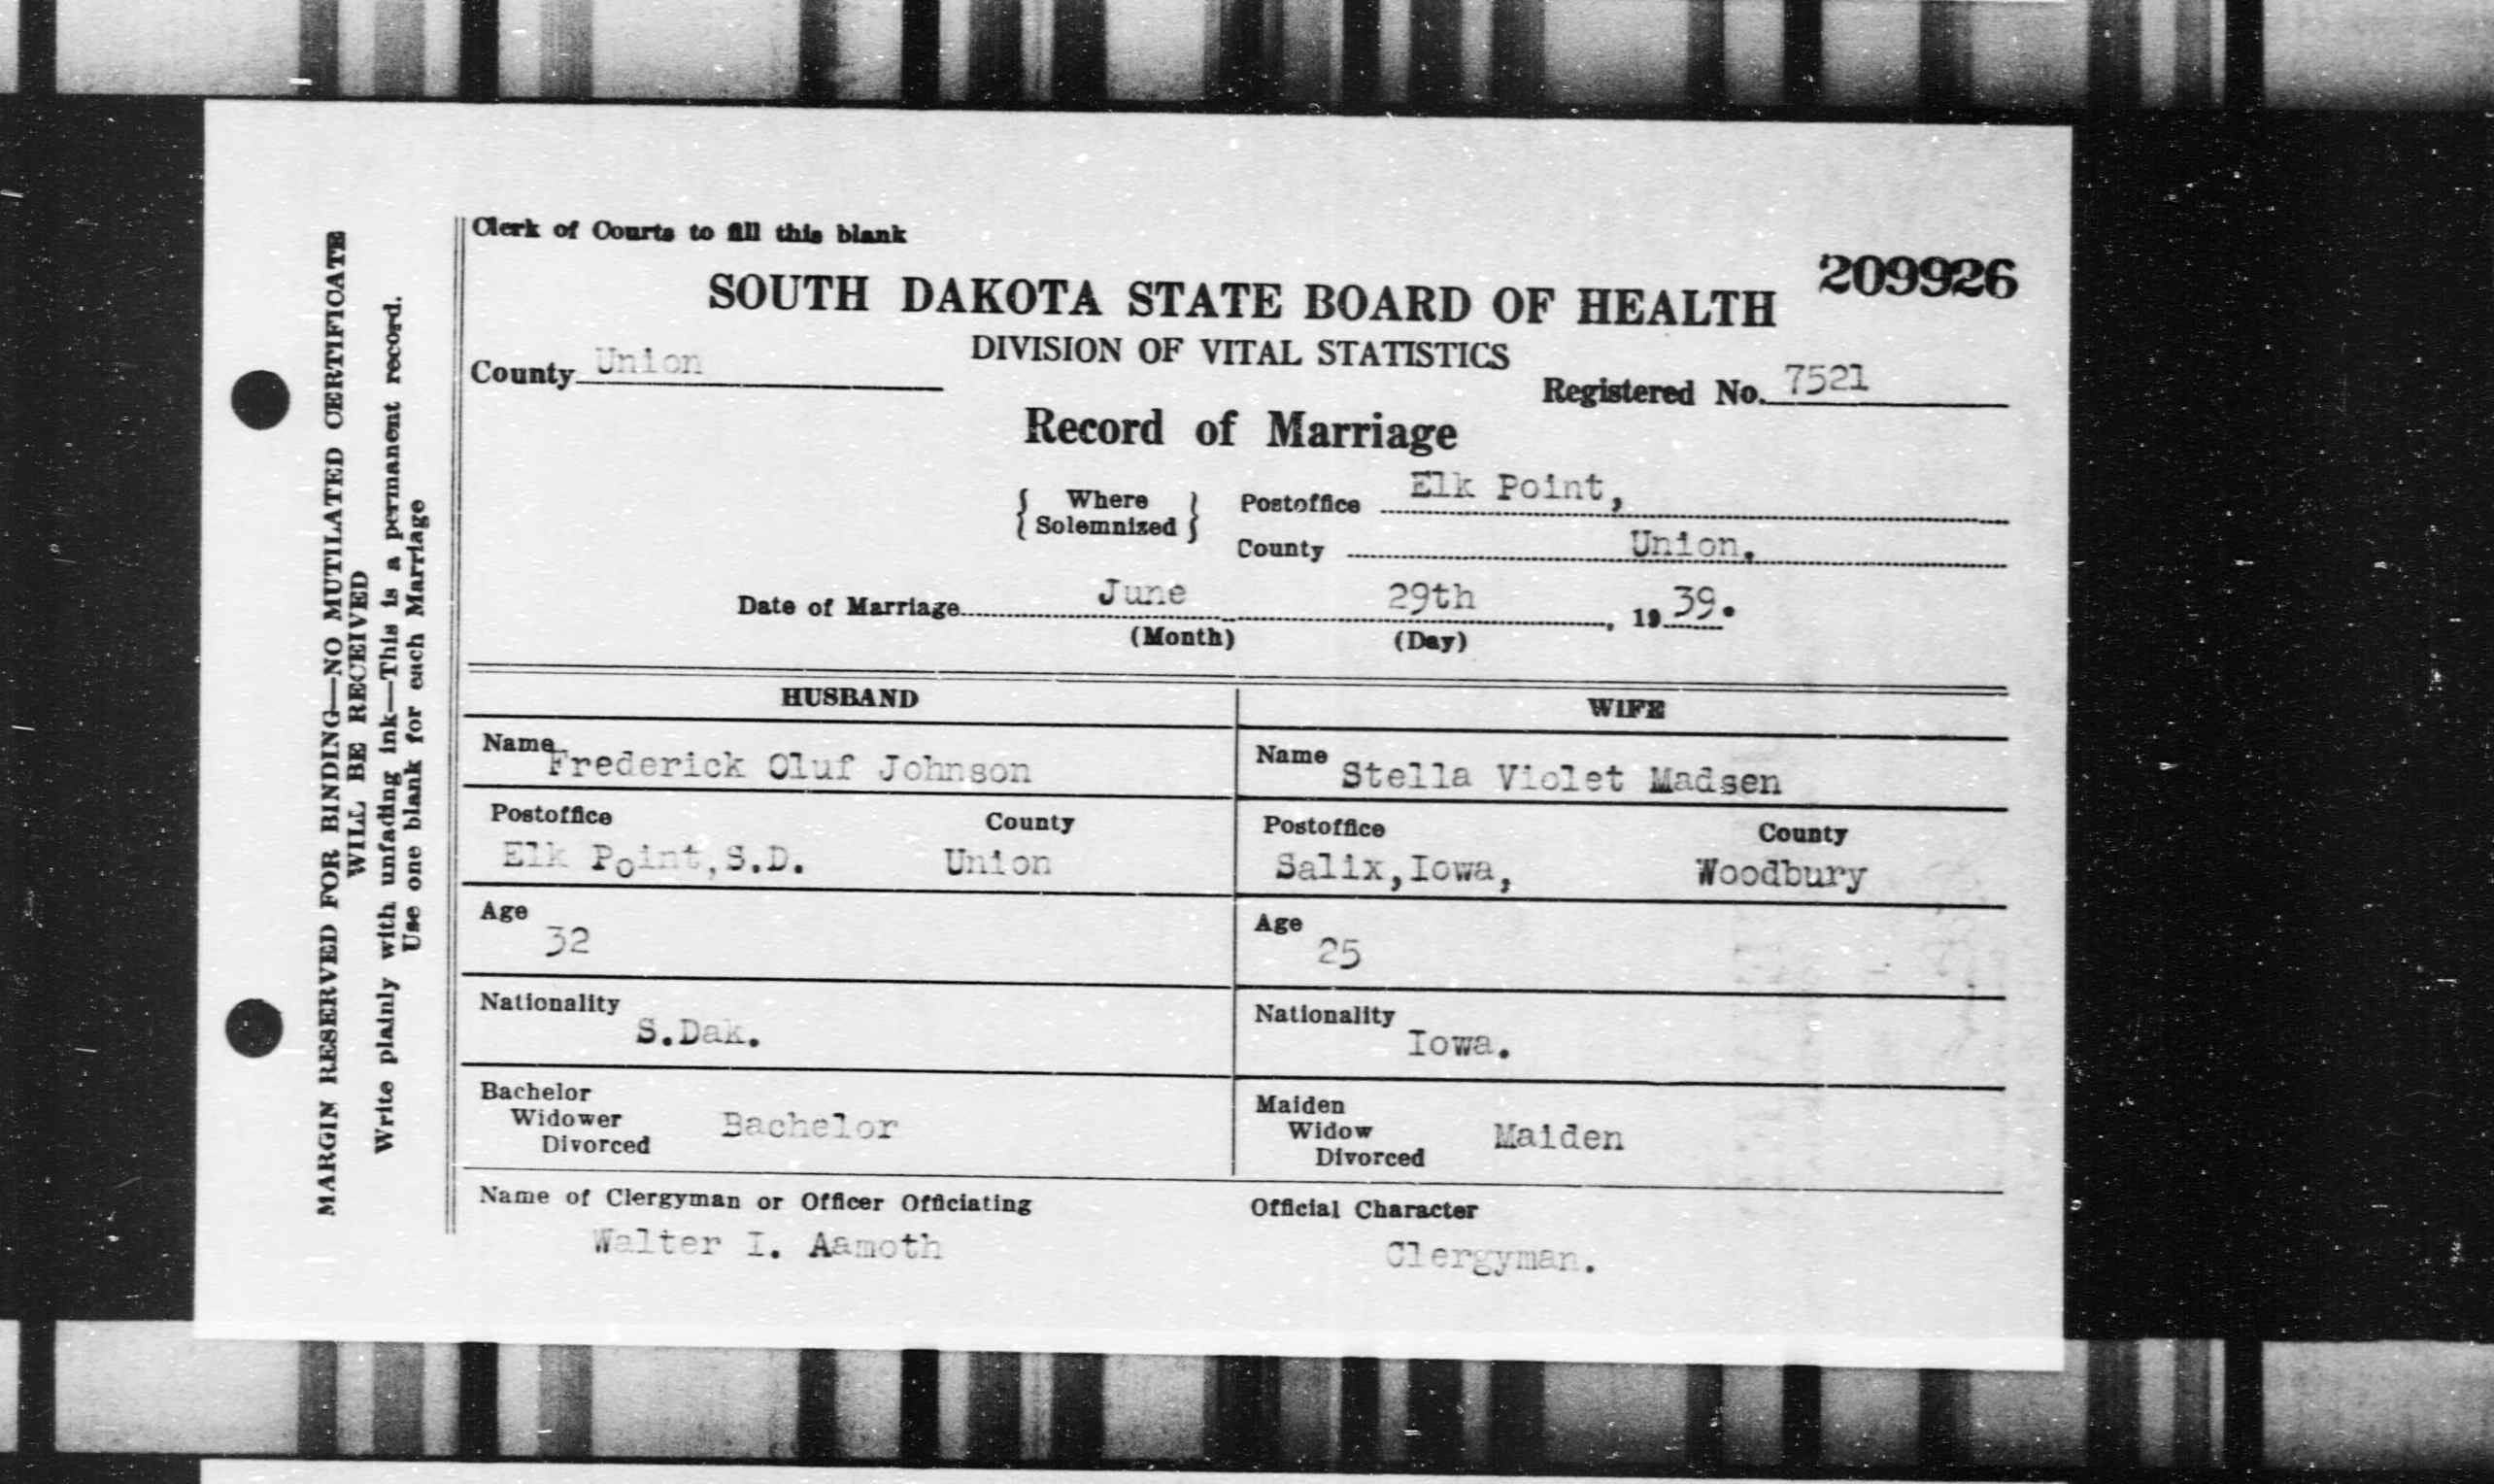 MARGIN RESERVED FOR BINDING—NO MUTILATED CERTIFICATE
WILL BE RECEIVED
Write plainly with unfading ink—This is a permanent record.
Use one blank for each Marriage
Clerk of Courts to fill this blank
209926
SOUTH DAKOTA STATE BOARD OF HEALTH
DIVISION OF VITAL STATISTICS
County Union
Registered No. 7521
Record of Marriage
Where Solemnized
Postoffice Elk Point,
County Union.
Date of Marriage June 29th, 19 39.
(Month) (Day)
HUSBAND
WIFE
Name Frederick Oluf Johnson
Name Stella Violet Madsen
Postoffice County
Elk Point,S.D. Union
Postoffice County
Salix,Iowa, Woodbury
Age 32
Age 25
Nationality S.Dak.
Nationality Iowa.
Bachelor
Widower
Divorced
Bachelor
Maiden
Widow
Divorced
Maiden
Name of Clergyman or Officer Officiating
Walter I. Aamoth
Official Character
Clergyman.